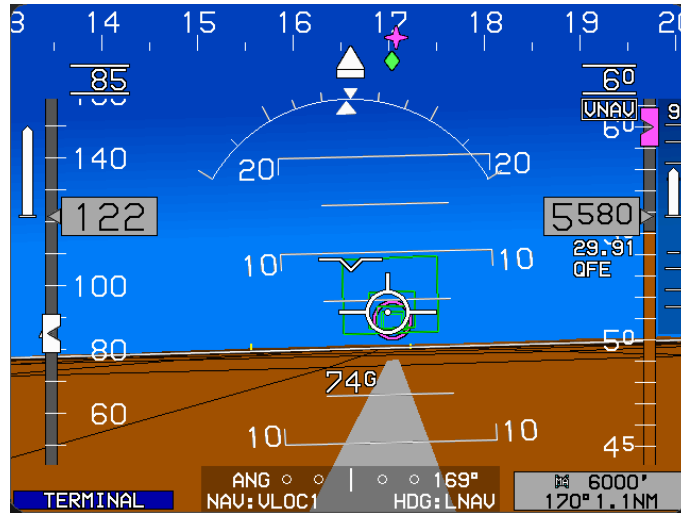 3 14 15 16 17 18 19 20
85
60
VNAV
9
60
140
20 20
122
5580
29.91
QFE
10 10
100
50
80
74G
60
10 10
45
ANG 169°
NAV:VLOC1 HDG:LNAV
TERMINAL
MA 6000'
170° 1.1NM